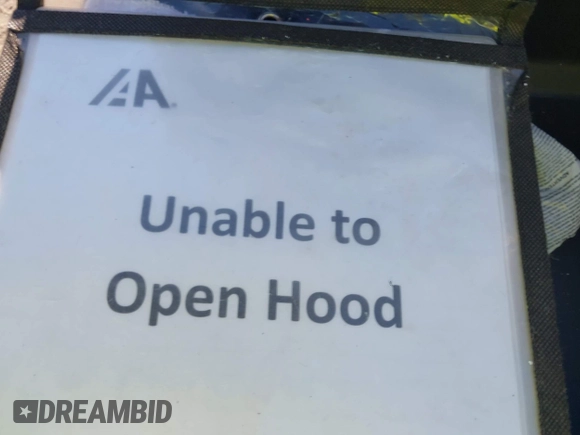 IAA
Unable to
Open Hood
DREAMBID